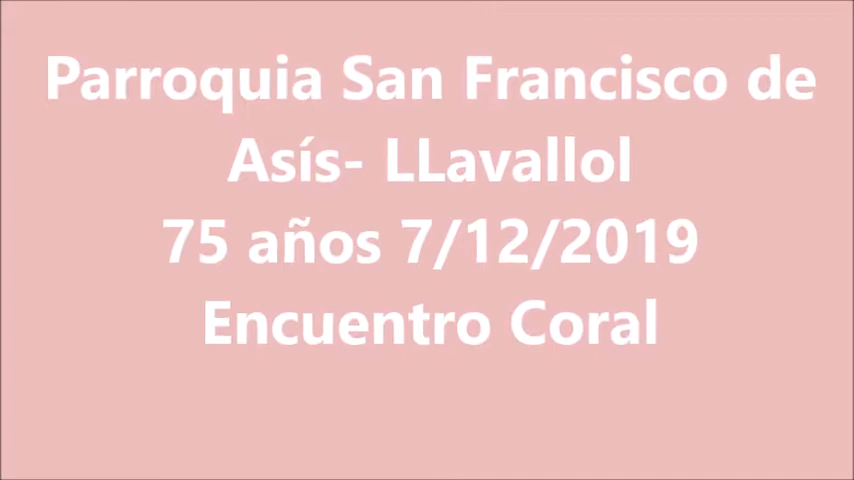 Parroquia San Francisco de
Asís- LLavallol
75 años 7/12/2019
Encuentro Coral